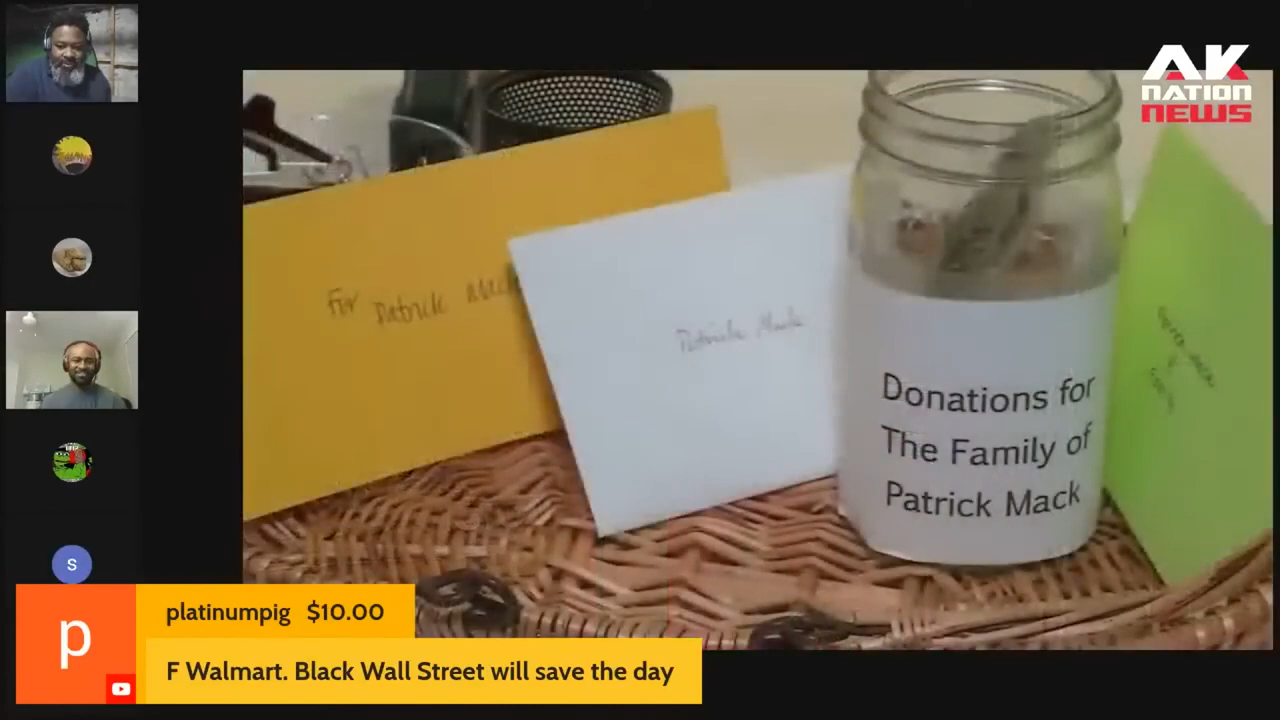 AK
NATION
NEWS
For Patrick Mack
Patrick Mack
Donations for
The Family of
Patrick Mack
S
p
platinumpig $10.00
F Walmart. Black Wall Street will save the day